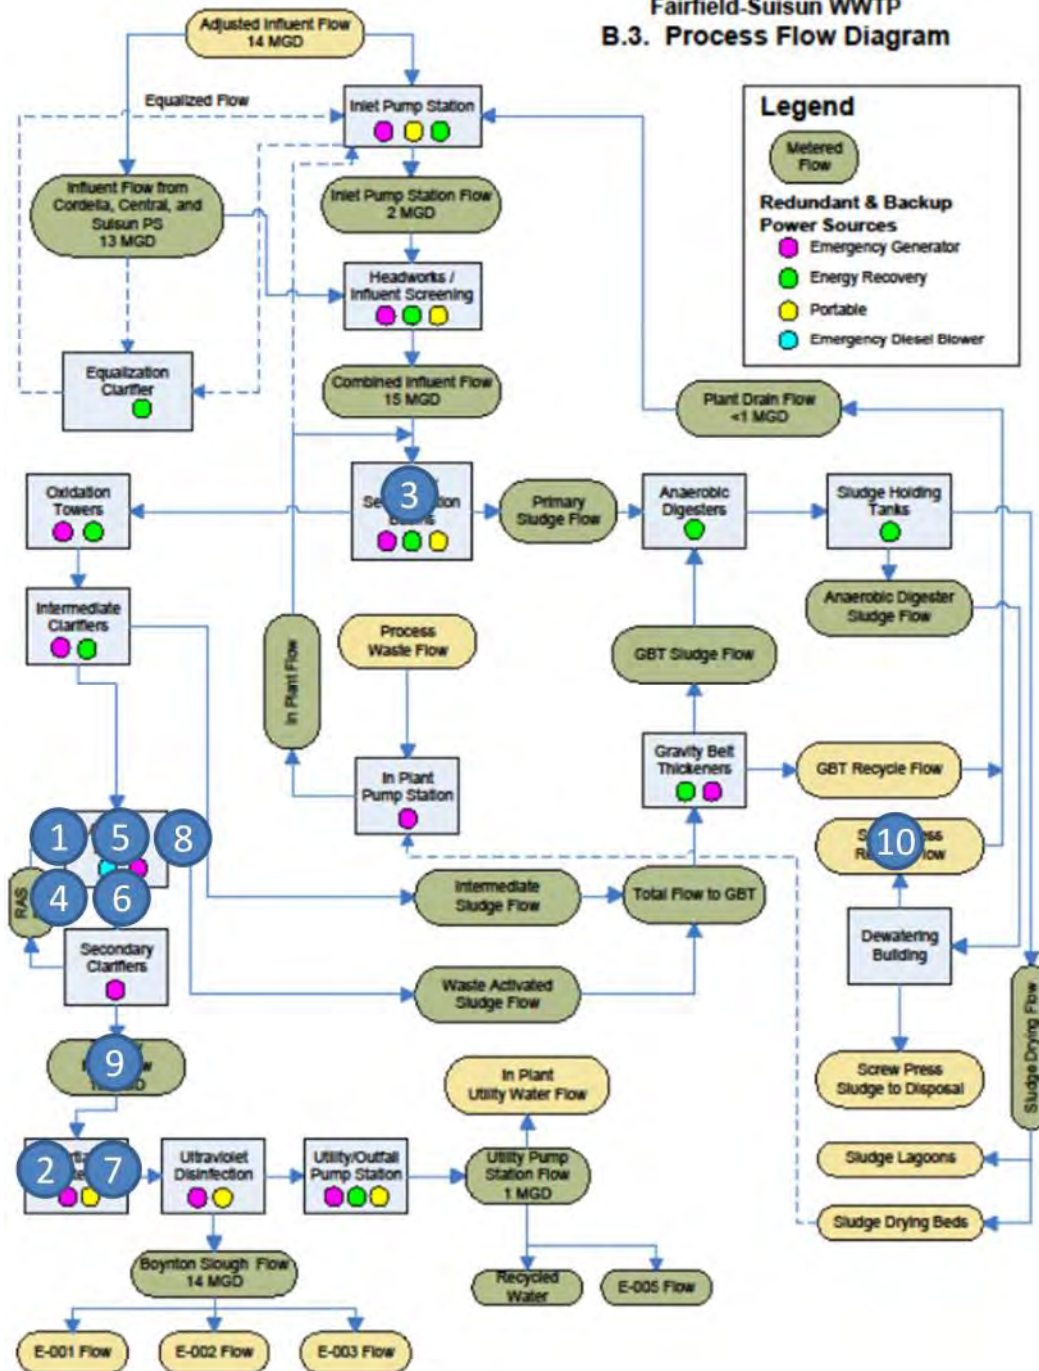 Fairfield-Suisun WWTP
B.3. Process Flow Diagram
Adjusted Influent Flow
14 MGD
Equalized Flow
Inlet Pump Station
Legend
Metered
Flow
Redundant & Backup
Power Sources
Emergency Generator
Energy Recovery
Portable
Emergency Diesel Blower
Influent Flow from
Cordelia, Central, and
Suisun PS
13 MGD
Inlet Pump Station Flow
2 MGD
Headworks /
Influent Screening
Equalization
Clarifier
Combined Influent Flow
15 MGD
Plant Drain Flow
<1 MGD
Oxidation
Towers
3
Primary
Sludge Flow
Anaerobic
Digesters
Sludge Holding
Tanks
Intermediate
Clarifiers
In Plant Flow
Process
Waste Flow
GBT Sludge Flow
Anaerobic Digester
Sludge Flow
In Plant
Pump Station
Gravity Belt
Thickeners
GBT Recycle Flow
1 5 8
10
4 6
RAS
Intermediate
Sludge Flow
Total Flow to GBT
Secondary
Clarifiers
Dewatering
Building
Waste Activated
Sludge Flow
Sludge Drying Flow
9
MGD
In Plant
Utility Water Flow
Screw Press
Sludge to Disposal
2 7
Ultraviolet
Disinfection
Utility/Outfall
Pump Station
Utility Pump
Station Flow
1 MGD
Sludge Lagoons
Sludge Drying Beds
Boynton Slough Flow
14 MGD
Recycled
Water
E-005 Flow
E-001 Flow
E-002 Flow
E-003 Flow